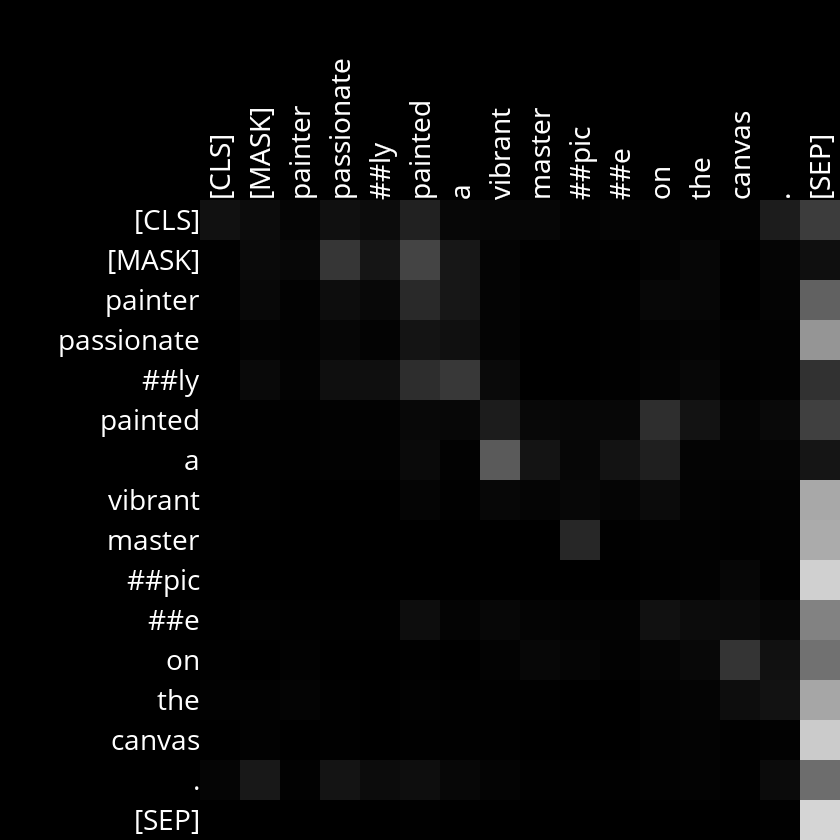 [CLS] [MASK] painter passionate ##ly painted a vibrant master ##pic ##e on the canvas . [SEP]
[CLS]
[MASK]
painter
passionate
##ly
painted
a
vibrant
master
##pic
##e
on
the
canvas
.
[SEP]